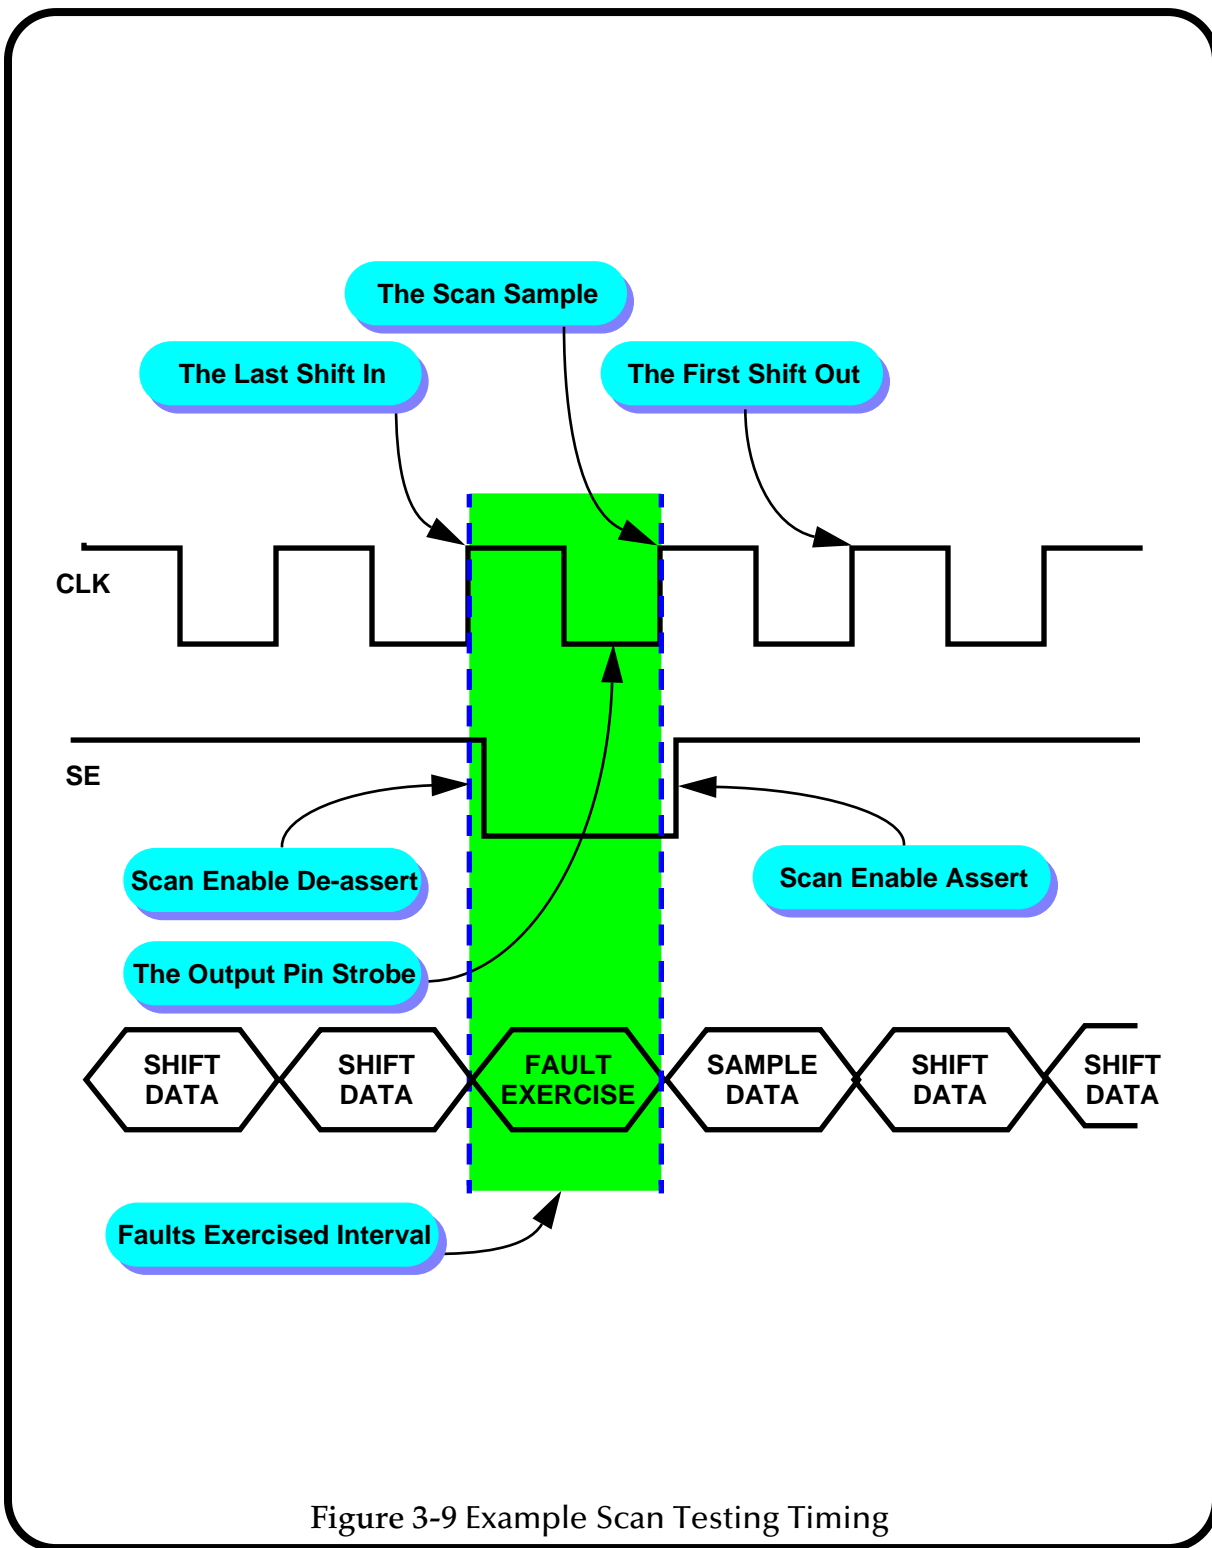 The Scan Sample
The Last Shift In
The First Shift Out
CLK
SE
Scan Enable De-assert
Scan Enable Assert
The Output Pin Strobe
SHIFT
DATA
SHIFT
DATA
FAULT
EXERCISE
SAMPLE
DATA
SHIFT
DATA
SHIFT
DATA
Faults Exercised Interval
Figure 3-9 Example Scan Testing Timing